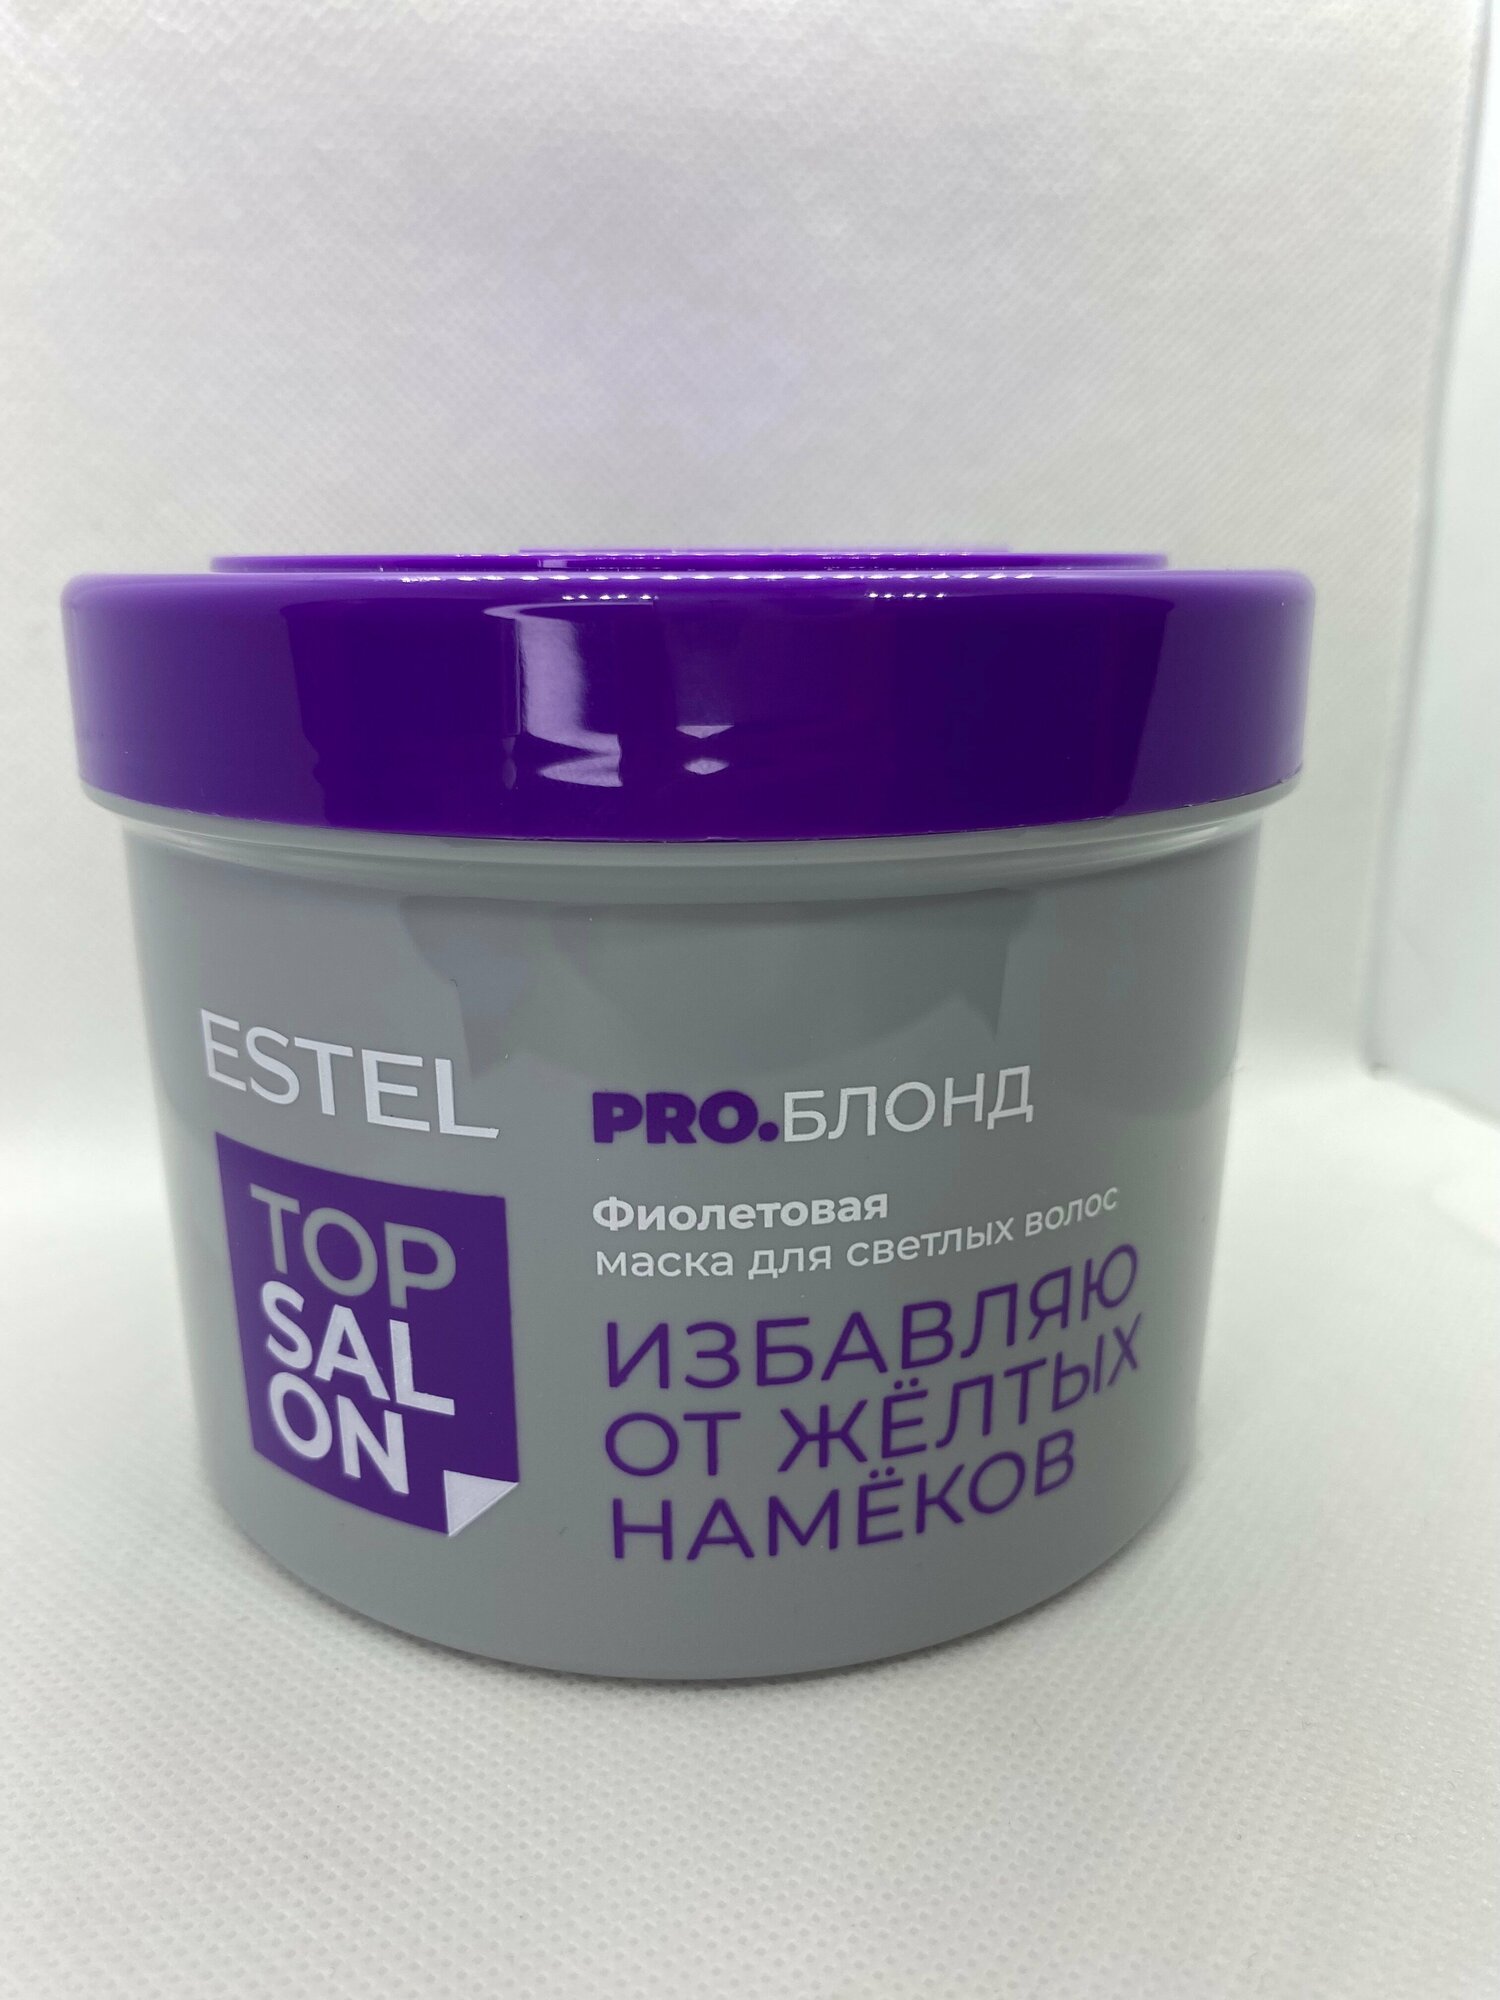 ESTEL
TOP
SAL
ON
PRO.БЛОНД
Фиолетовая
маска для светлых волос
ИЗБАВЛЯЮ
ОТ ЖЁЛТЫХ
НАМЁКОВ